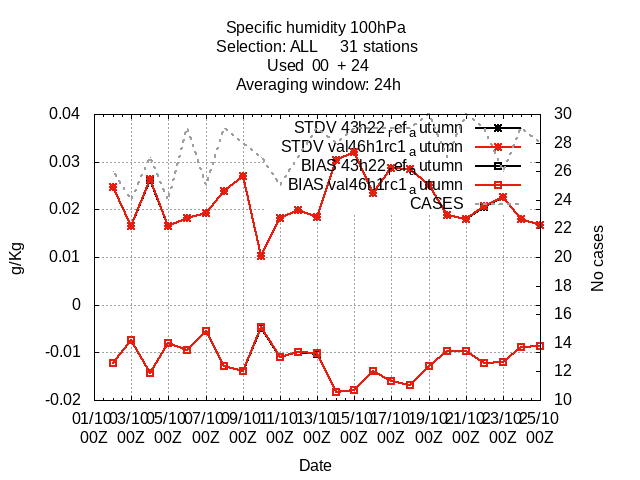 Specific humidity 100hPa
Selection: ALL 31 stations
Used 00 + 24
Averaging window: 24h
0.04
0.03
0.02
0.01
0
-0.01
-0.02
g/Kg
STDV 43h22refautumn
STDV val46h1rc1autumn
BIAS 43h22refautumn
BIAS val46h1rc1autumn
CASES
30
28
26
24
22
20
18
16
14
12
10
No cases
01/10 03/10 05/10 07/10 09/10 11/10 13/10 15/10 17/10 19/10 21/10 23/10 25/10
00Z 00Z 00Z 00Z 00Z 00Z 00Z 00Z 00Z 00Z 00Z 00Z 00Z
Date